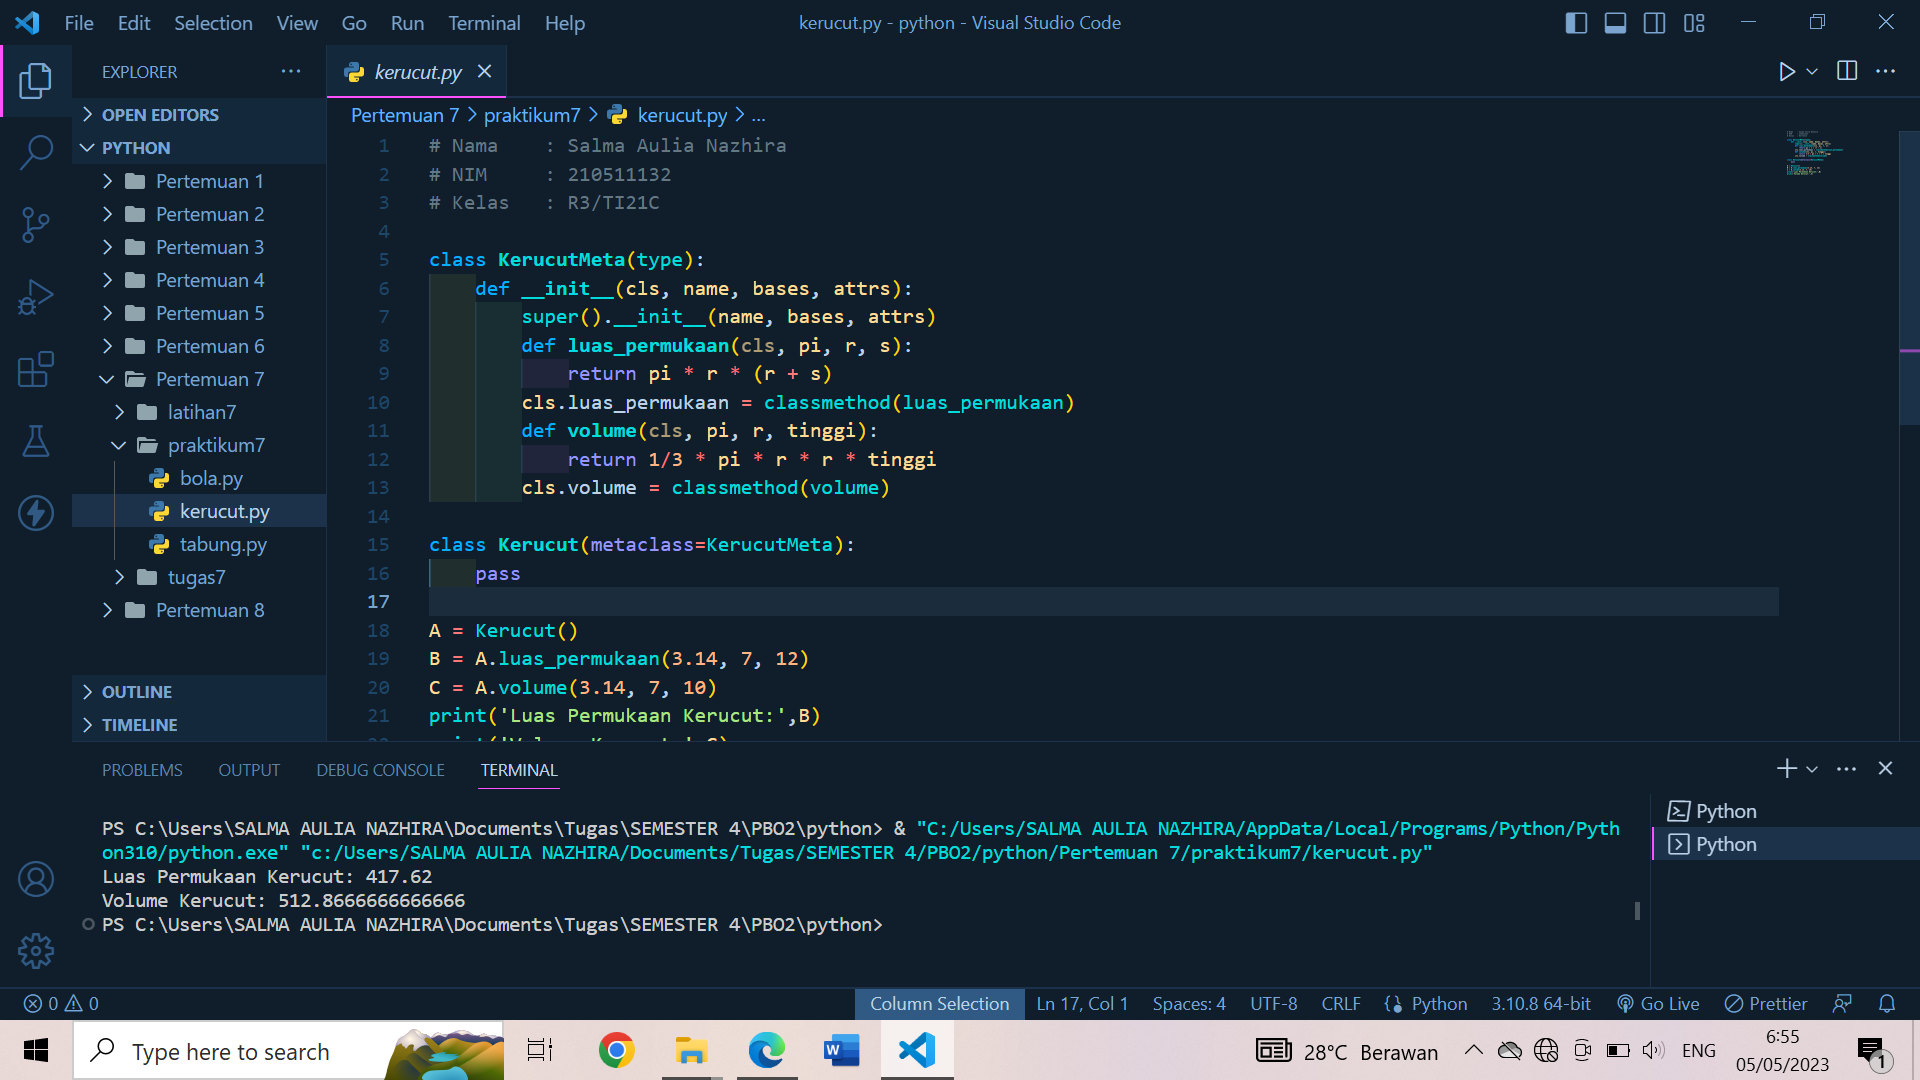 File Edit Selection View Go Run Terminal Help
kerucut.py - python - Visual Studio Code
EXPLORER
OPEN EDITORS
PYTHON
Pertemuan 1
Pertemuan 2
Pertemuan 3
Pertemuan 4
Pertemuan 5
Pertemuan 6
Pertemuan 7
latihan7
praktikum7
bola.py
kerucut.py
tabung.py
tugas7
Pertemuan 8
OUTLINE
TIMELINE
kerucut.py
Pertemuan 7 > praktikum7 > kerucut.py > ...
1 # Nama    : Salma Aulia Nazhira
2 # NIM     : 210511132
3 # Kelas   : R3/TI21C
4
5 class KerucutMeta(type):
6     def __init__(cls, name, bases, attrs):
7         super().__init__(name, bases, attrs)
8         def luas_permukaan(cls, pi, r, s):
9             return pi * r * (r + s)
10         cls.luas_permukaan = classmethod(luas_permukaan)
11         def volume(cls, pi, r, tinggi):
12             return 1/3 * pi * r * r * tinggi
13         cls.volume = classmethod(volume)
14
15 class Kerucut(metaclass=KerucutMeta):
16     pass
17
18 A = Kerucut()
19 B = A.luas_permukaan(3.14, 7, 12)
20 C = A.volume(3.14, 7, 10)
21 print('Luas Permukaan Kerucut:',B)
PROBLEMS OUTPUT DEBUG CONSOLE TERMINAL
PS C:\Users\SALMA AULIA NAZHIRA\Documents\Tugas\SEMESTER 4\PBO2\python> & "C:/Users/SALMA AULIA NAZHIRA/AppData/Local/Programs/Python/Pyth
on310/python.exe" "c:/Users/SALMA AULIA NAZHIRA/Documents/Tugas/SEMESTER 4/PBO2/python/Pertemuan 7/praktikum7/kerucut.py"
Luas Permukaan Kerucut: 417.62
Volume Kerucut: 512.8666666666666
PS C:\Users\SALMA AULIA NAZHIRA\Documents\Tugas\SEMESTER 4\PBO2\python>
Python
Python
0 0 Column Selection Ln 17, Col 1 Spaces: 4 UTF-8 CRLF Python 3.10.8 64-bit Go Live Prettier
Type here to search
28°C Berawan ENG
6:55
05/05/2023
1